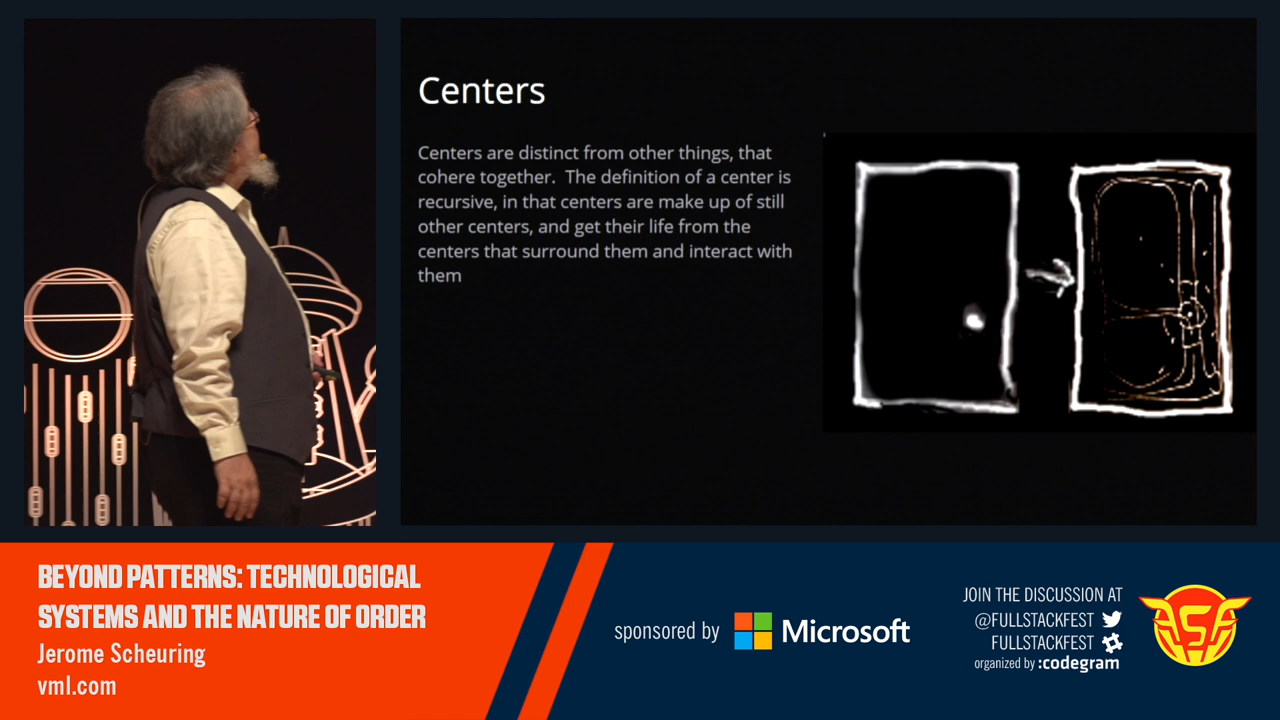 Centers
Centers are distinct from other things, that
cohere together.  The definition of a center is
recursive, in that centers are make up of still
other centers, and get their life from the
centers that surround them and interact with
them
BEYOND PATTERNS: TECHNOLOGICAL
SYSTEMS AND THE NATURE OF ORDER
Jerome Scheuring
vml.com
sponsored by Microsoft
JOIN THE DISCUSSION AT
@FULLSTACKFEST
FULLSTACKFEST
organized by :codegram
FSF